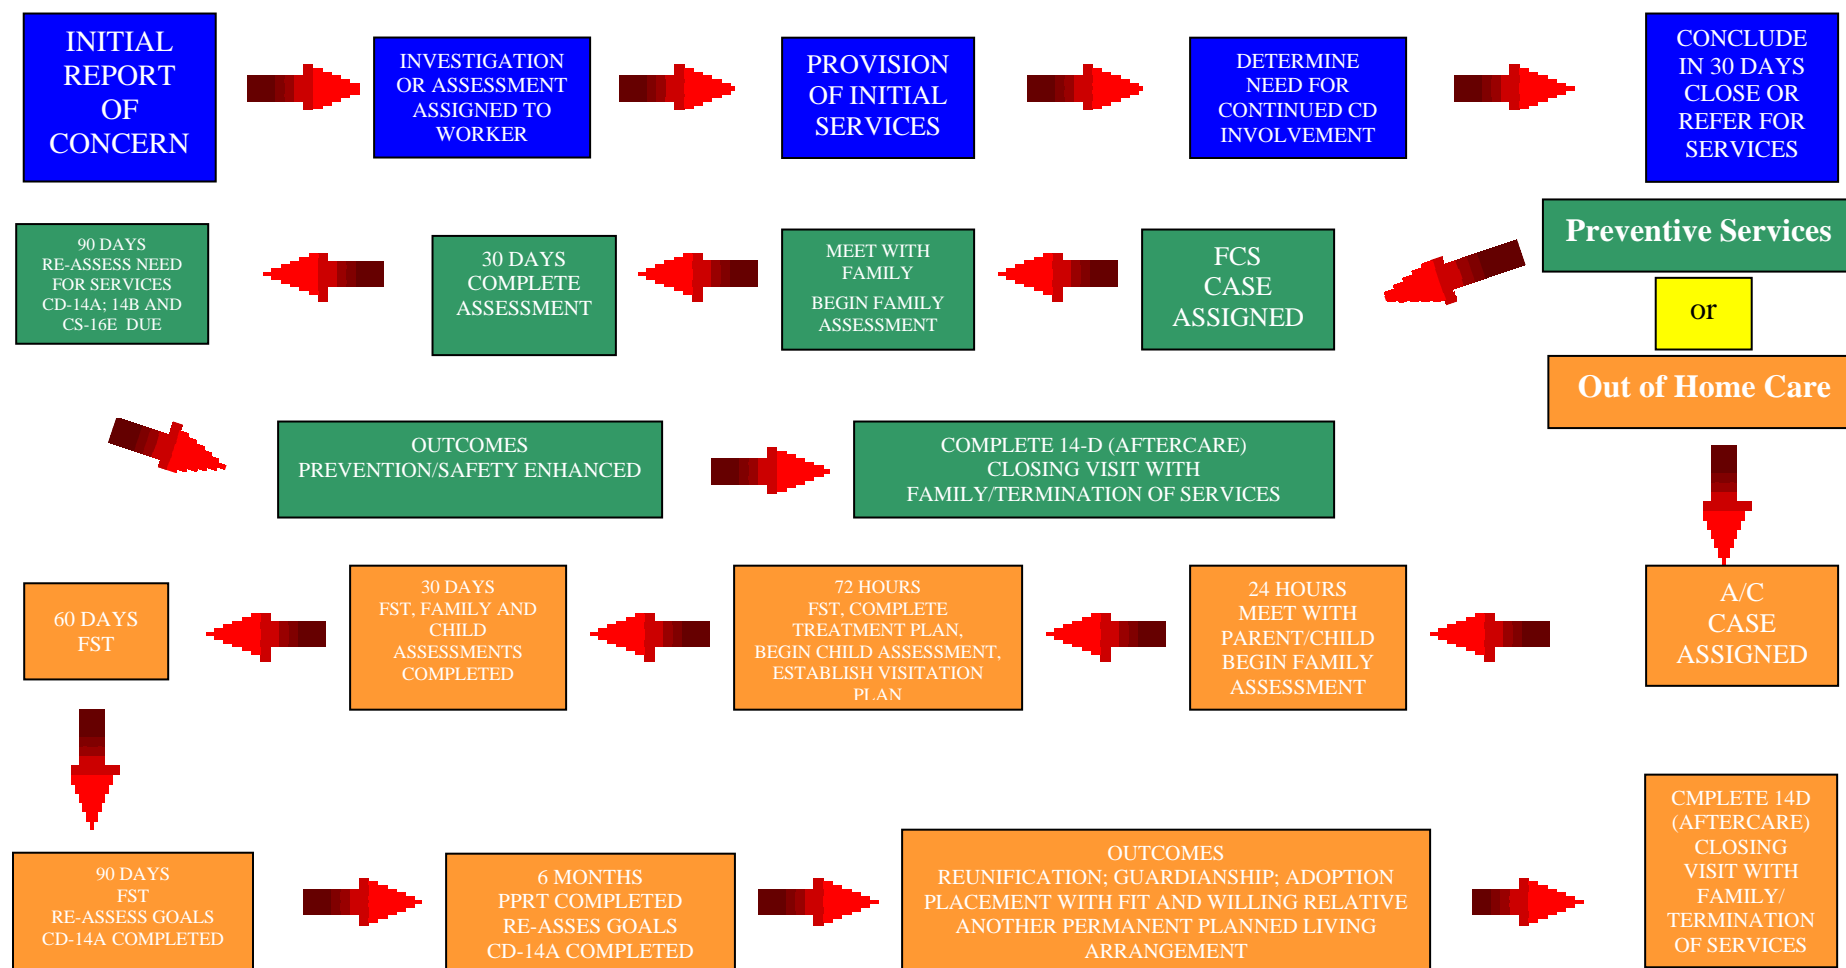 INITIAL
REPORT
OF
CONCERN
INVESTIGATION
OR ASSESSMENT
ASSIGNED TO
WORKER
PROVISION
OF INITIAL
SERVICES
DETERMINE
NEED FOR
CONTINUED CD
INVOLVEMENT
CONCLUDE
IN 30 DAYS
CLOSE OR
REFER FOR
SERVICES
Preventive Services
or
Out of Home Care
FCS
CASE
ASSIGNED
MEET WITH
FAMILY
BEGIN FAMILY
ASSESSMENT
30 DAYS
COMPLETE
ASSESSMENT
90 DAYS
RE-ASSESS NEED
FOR SERVICES
CD-14A; 14B AND
CS-16E DUE
OUTCOMES
PREVENTION/SAFETY ENHANCED
COMPLETE 14-D (AFTERCARE)
CLOSING VISIT WITH
FAMILY/TERMINATION OF SERVICES
A/C
CASE
ASSIGNED
24 HOURS
MEET WITH
PARENT/CHILD
BEGIN FAMILY
ASSESSMENT
72 HOURS
FST, COMPLETE
TREATMENT PLAN,
BEGIN CHILD ASSESSMENT,
ESTABLISH VISITATION
PLAN
30 DAYS
FST, FAMILY AND
CHILD
ASSESSMENTS
COMPLETED
60 DAYS
FST
90 DAYS
FST
RE-ASSESS GOALS
CD-14A COMPLETED
6 MONTHS
PPRT COMPLETED
RE-ASSES GOALS
CD-14A COMPLETED
OUTCOMES
REUNIFICATION; GUARDIANSHIP; ADOPTION
PLACEMENT WITH FIT AND WILLING RELATIVE
ANOTHER PERMANENT PLANNED LIVING
ARRANGEMENT
CMPLETE 14D
(AFTERCARE)
CLOSING
VISIT WITH
FAMILY/
TERMINATION
OF SERVICES